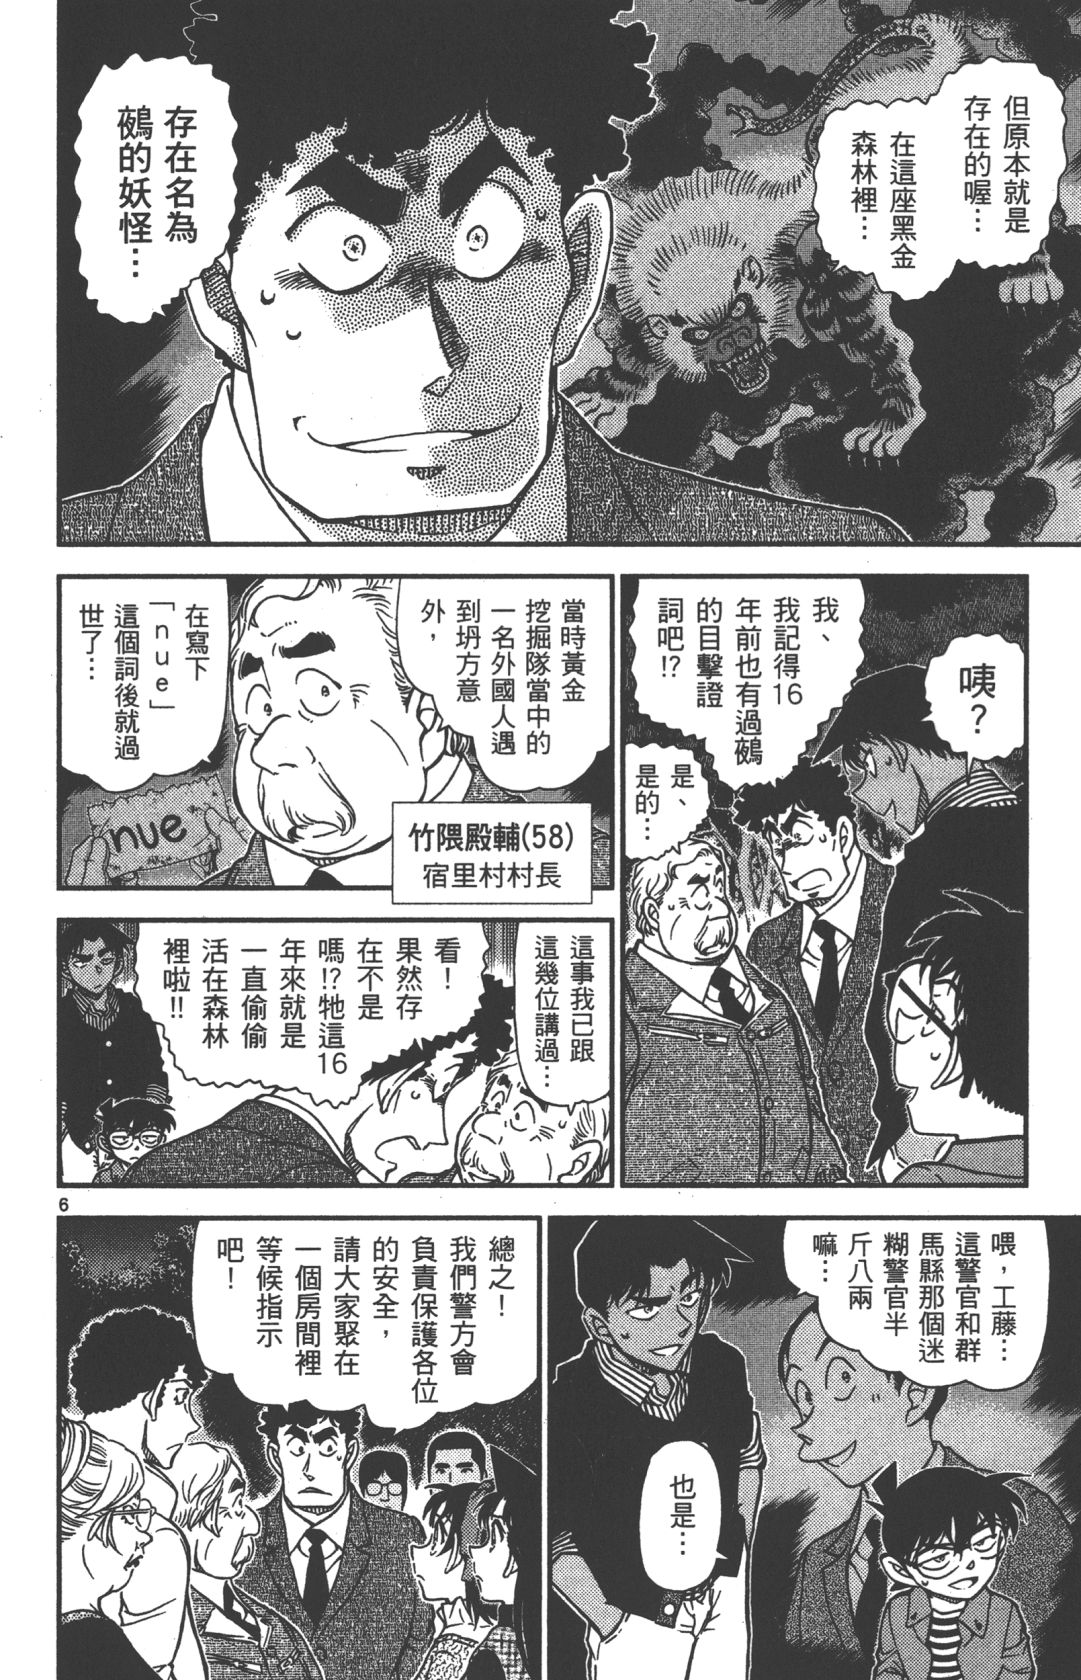 但原本就是
存在的喔…
在這座黑金
森林裡…
存在名為
鵺的妖怪…
咦？
我、
我記得16
年前也有過鵺
的目擊證
詞吧!?
是、
是的…
當時黃金
挖掘隊當中的
一名外國人遇
到坍方意
外，
在寫下
「nue」
這個詞後就過
世了…
nue
竹隈殿輔(58)
宿里村村長
這事我已跟
這幾位講過…
看！
果然存
在不是
嗎!?牠這16
年來就是
一直偷偷
活在森林
裡啦!!
6
喂，工藤…
這警官和群
馬縣那個迷
糊警官半
斤八兩
嘛…
也是…
總之！
我們警方會
負責保護各位
的安全，
請大家聚在
一個房間裡
等候指示
吧！